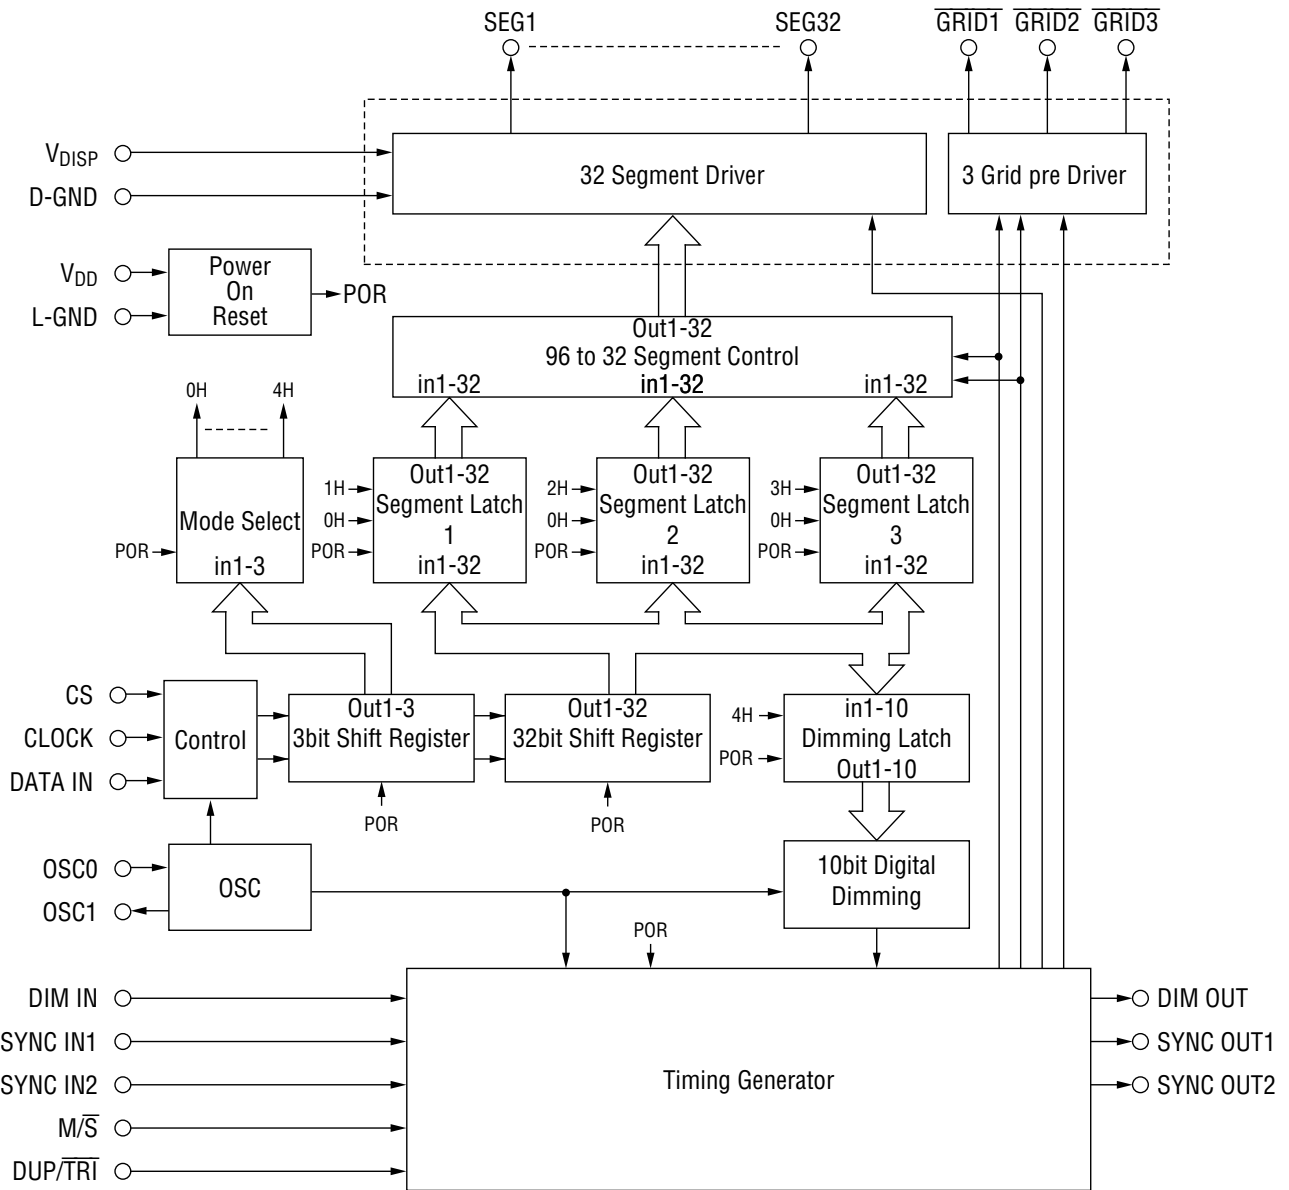 SEG1
SEG32
GRID1
GRID2
GRID3
VDISP
D-GND
32 Segment Driver
3 Grid pre Driver
VDD
L-GND
Power
On
Reset
POR
Out1-32
96 to 32 Segment Control
in1-32
in1-32
in1-32
0H
4H
Mode Select
in1-3
POR
1H
0H
POR
Out1-32
Segment Latch
1
in1-32
2H
0H
POR
Out1-32
Segment Latch
2
in1-32
3H
0H
POR
Out1-32
Segment Latch
3
in1-32
CS
CLOCK
DATA IN
Control
Out1-3
3bit Shift Register
POR
Out1-32
32bit Shift Register
POR
4H
POR
in1-10
Dimming Latch
Out1-10
OSC0
OSC1
OSC
10bit Digital
Dimming
POR
DIM IN
SYNC IN1
SYNC IN2
M/S̅
DUP/T̅R̅I̅
Timing Generator
DIM OUT
SYNC OUT1
SYNC OUT2